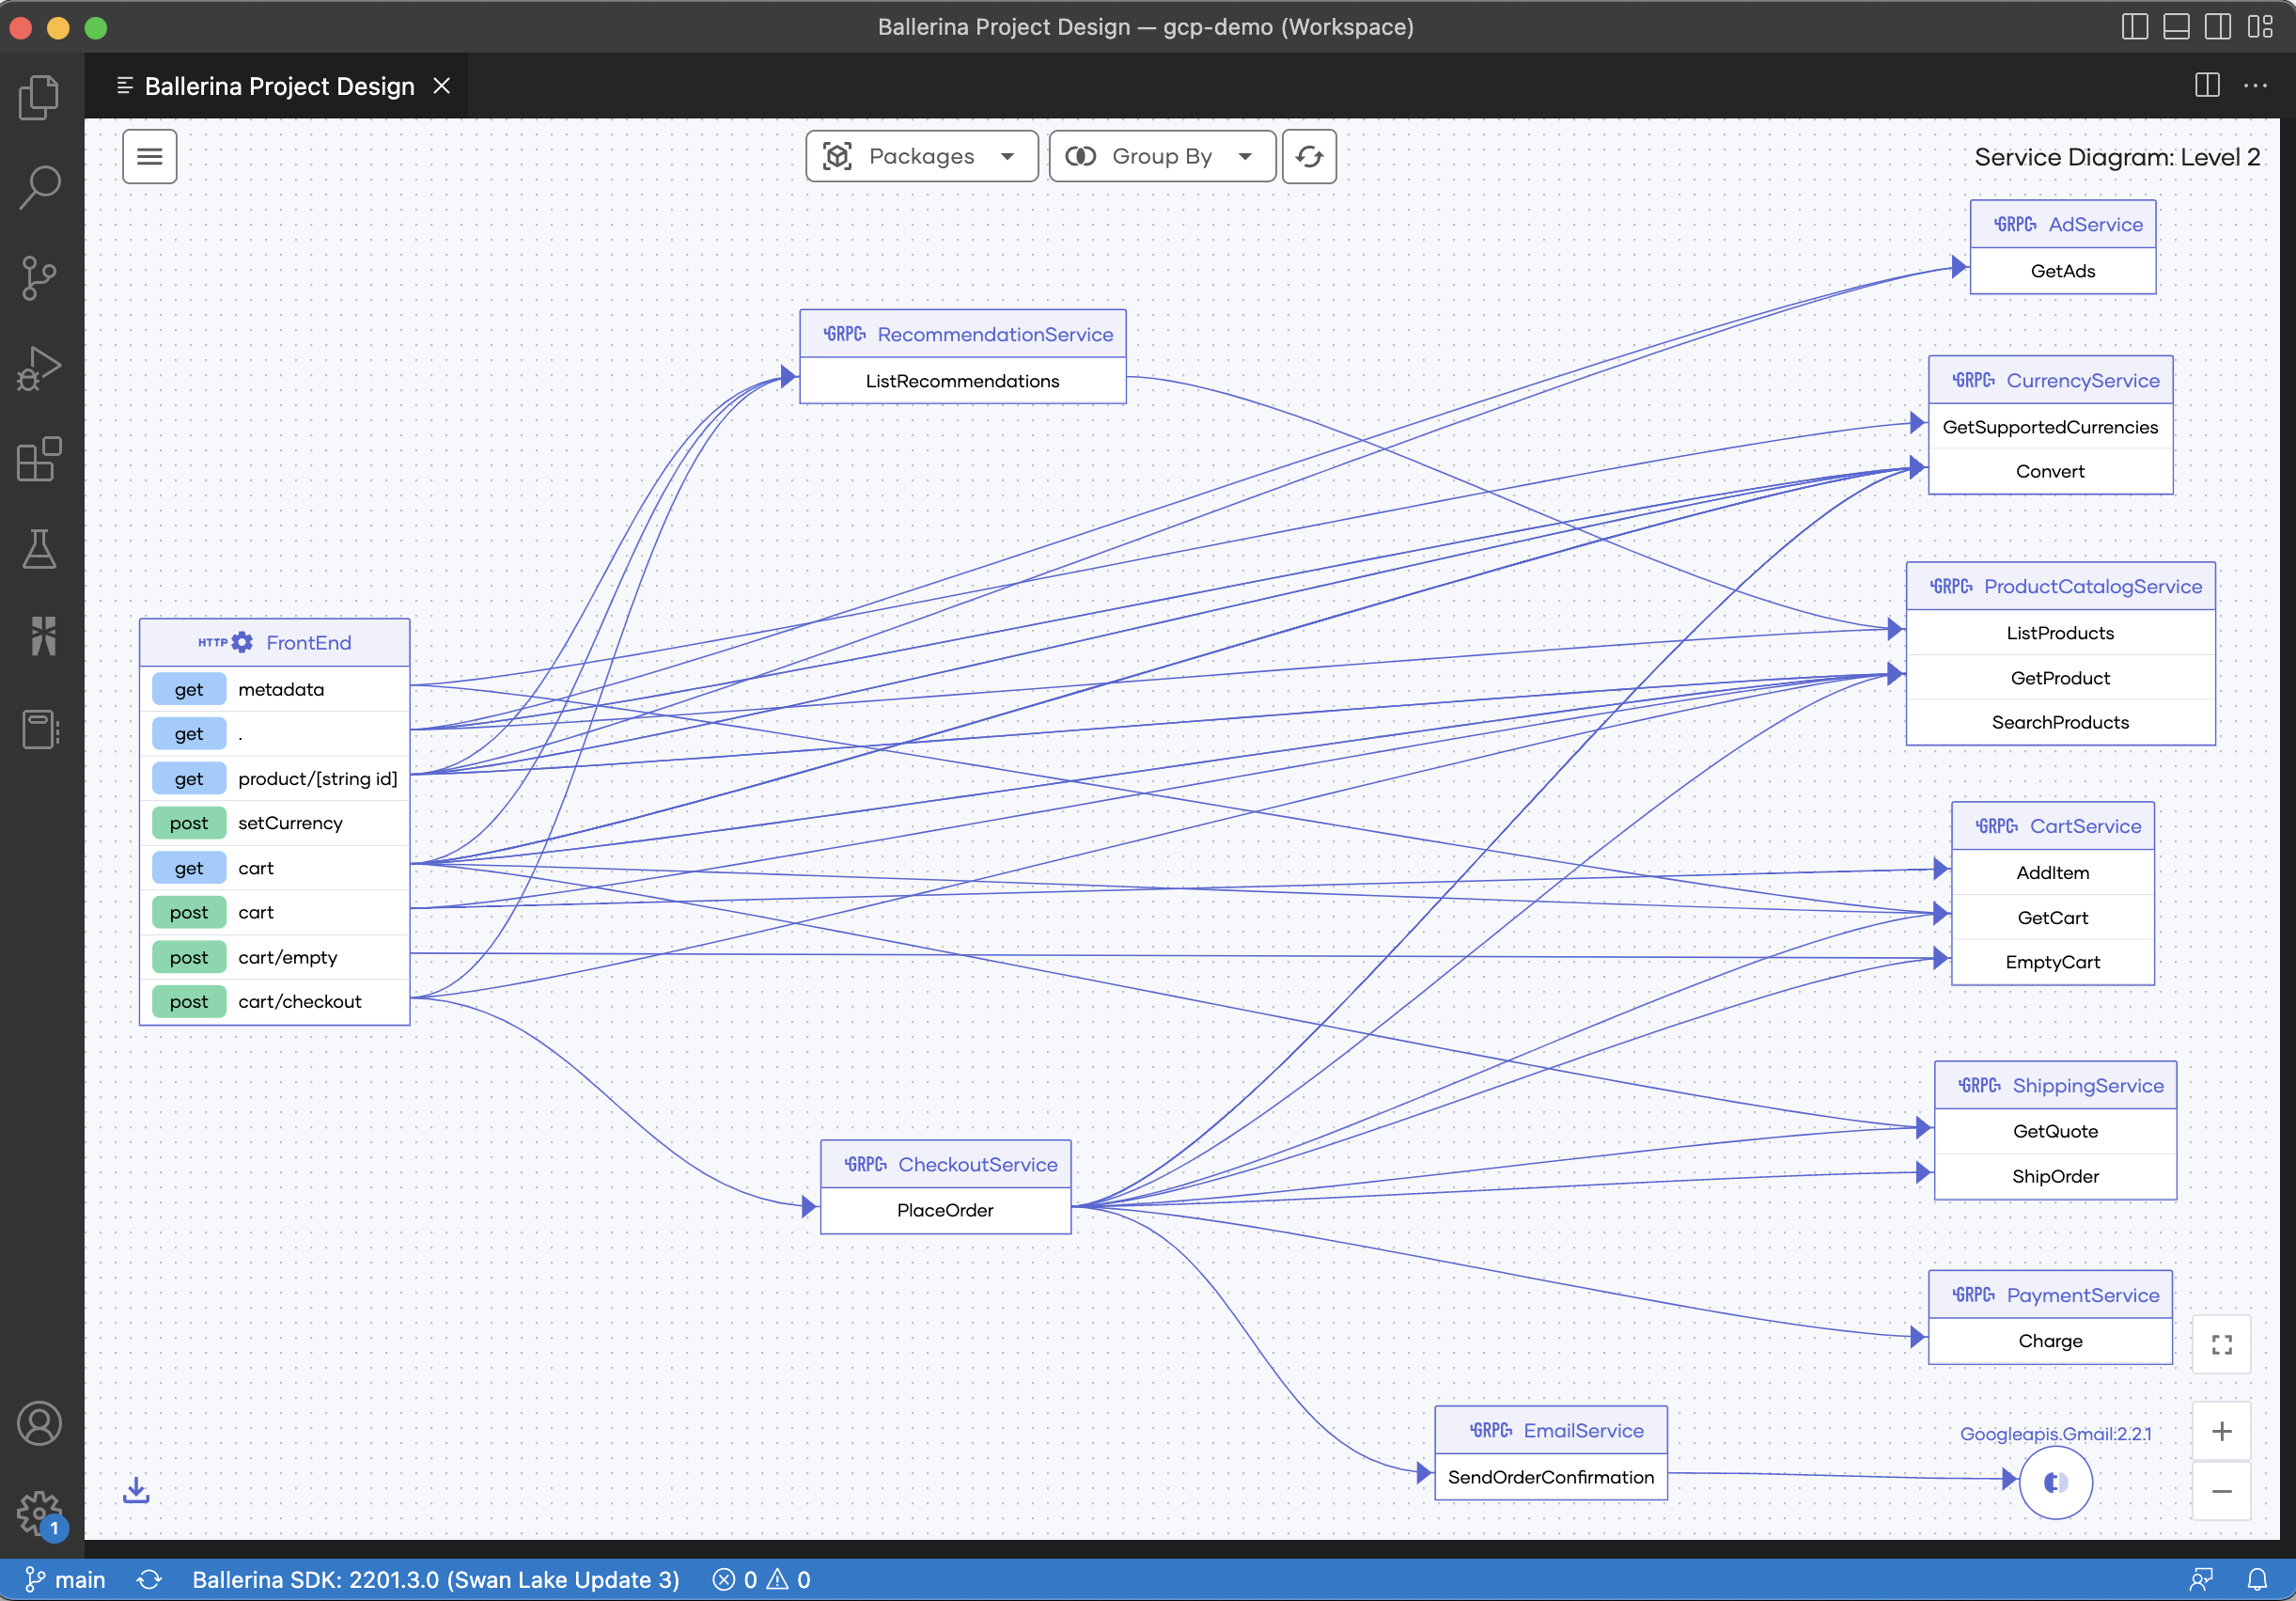 Ballerina Project Design — gcp-demo (Workspace)
Ballerina Project Design
Packages
Group By
Service Diagram: Level 2
GRPC AdService
GetAds
GRPC RecommendationService
ListRecommendations
GRPC CurrencyService
GetSupportedCurrencies
Convert
GRPC ProductCatalogService
ListProducts
GetProduct
SearchProducts
HTTP FrontEnd
get metadata
get .
get product/[string id]
post setCurrency
get cart
post cart
post cart/empty
post cart/checkout
GRPC CartService
AddItem
GetCart
EmptyCart
GRPC ShippingService
GetQuote
ShipOrder
GRPC CheckoutService
PlaceOrder
GRPC PaymentService
Charge
GRPC EmailService
SendOrderConfirmation
Googleapis.Gmail:2.2.1
1
main Ballerina SDK: 2201.3.0 (Swan Lake Update 3) 0 0